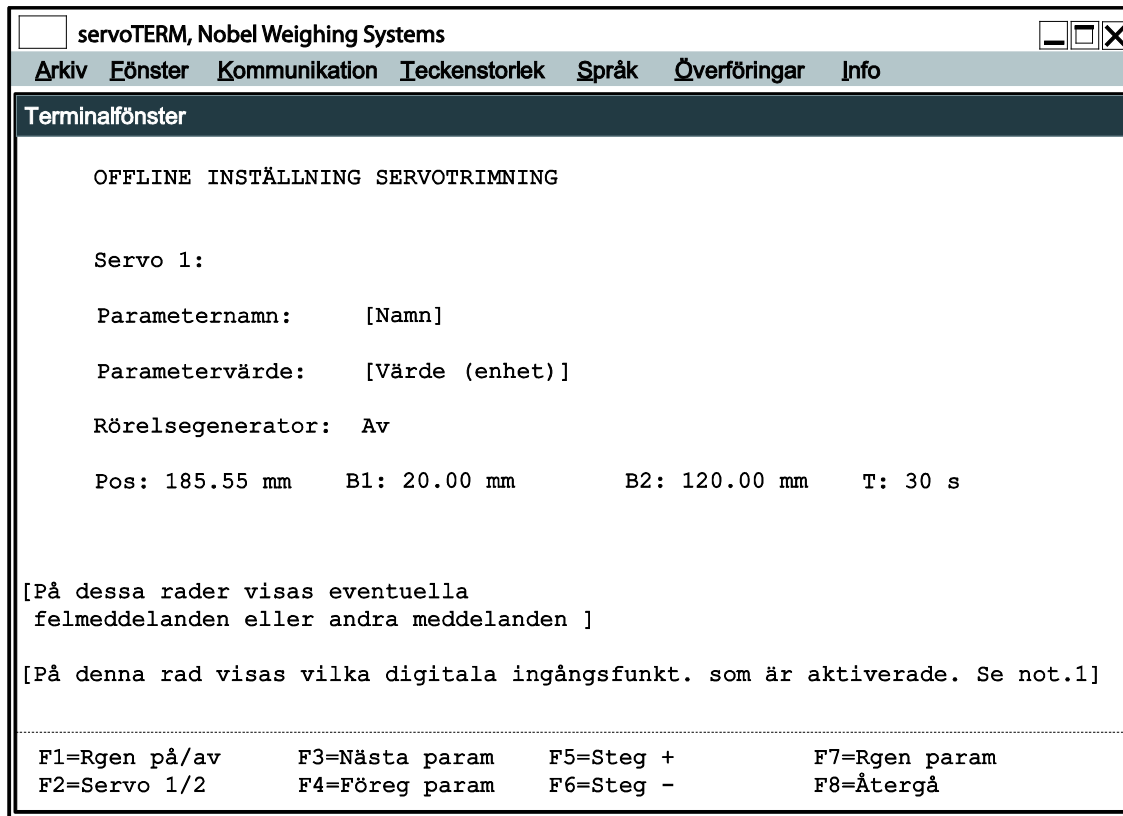 servoTERM, Nobel Weighing Systems
Arkiv Fönster Kommunikation Teckenstorlek Språk Överföringar Info
Terminalfönster
OFFLINE INSTÄLLNING SERVOTRIMNING
Servo 1:
Parameternamn: [Namn]
Parametervärde: [Värde (enhet)]
Rörelsegenerator: Av
Pos: 185.55 mm B1: 20.00 mm B2: 120.00 mm T: 30 s
[På dessa rader visas eventuella
felmeddelanden eller andra meddelanden ]
[På denna rad visas vilka digitala ingångsfunkt. som är aktiverade. Se not.1]
F1=Rgen på/av F3=Nästa param F5=Steg + F7=Rgen param
F2=Servo 1/2 F4=Föreg param F6=Steg - F8=Återgå